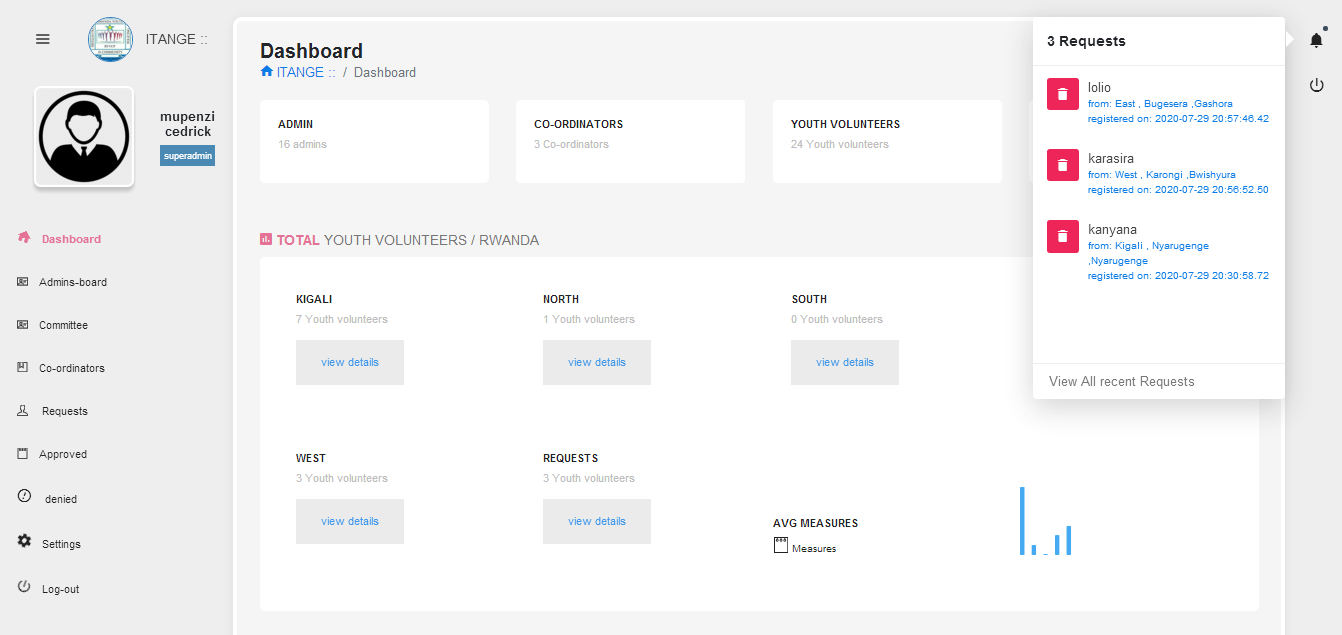 ITANGE ::
mupenzi
cedrick
superadmin
Dashboard
Admins-board
Committee
Co-ordinators
Requests
Approved
denied
Settings
Log-out
Dashboard
ITANGE :: / Dashboard
ADMIN
16 admins
CO-ORDINATORS
3 Co-ordinators
YOUTH VOLUNTEERS
24 Youth volunteers
TOTAL YOUTH VOLUNTEERS / RWANDA
KIGALI
7 Youth volunteers
view details
NORTH
1 Youth volunteers
view details
SOUTH
0 Youth volunteers
view details
WEST
3 Youth volunteers
view details
REQUESTS
3 Youth volunteers
view details
AVG MEASURES
Measures
3 Requests
lolio
from: East , Bugesera ,Gashora
registered on: 2020-07-29 20:57:46.42
karasira
from: West , Karongi ,Bwishyura
registered on: 2020-07-29 20:56:52.50
kanyana
from: Kigali , Nyarugenge
,Nyarugenge
registered on: 2020-07-29 20:30:58.72
View All recent Requests